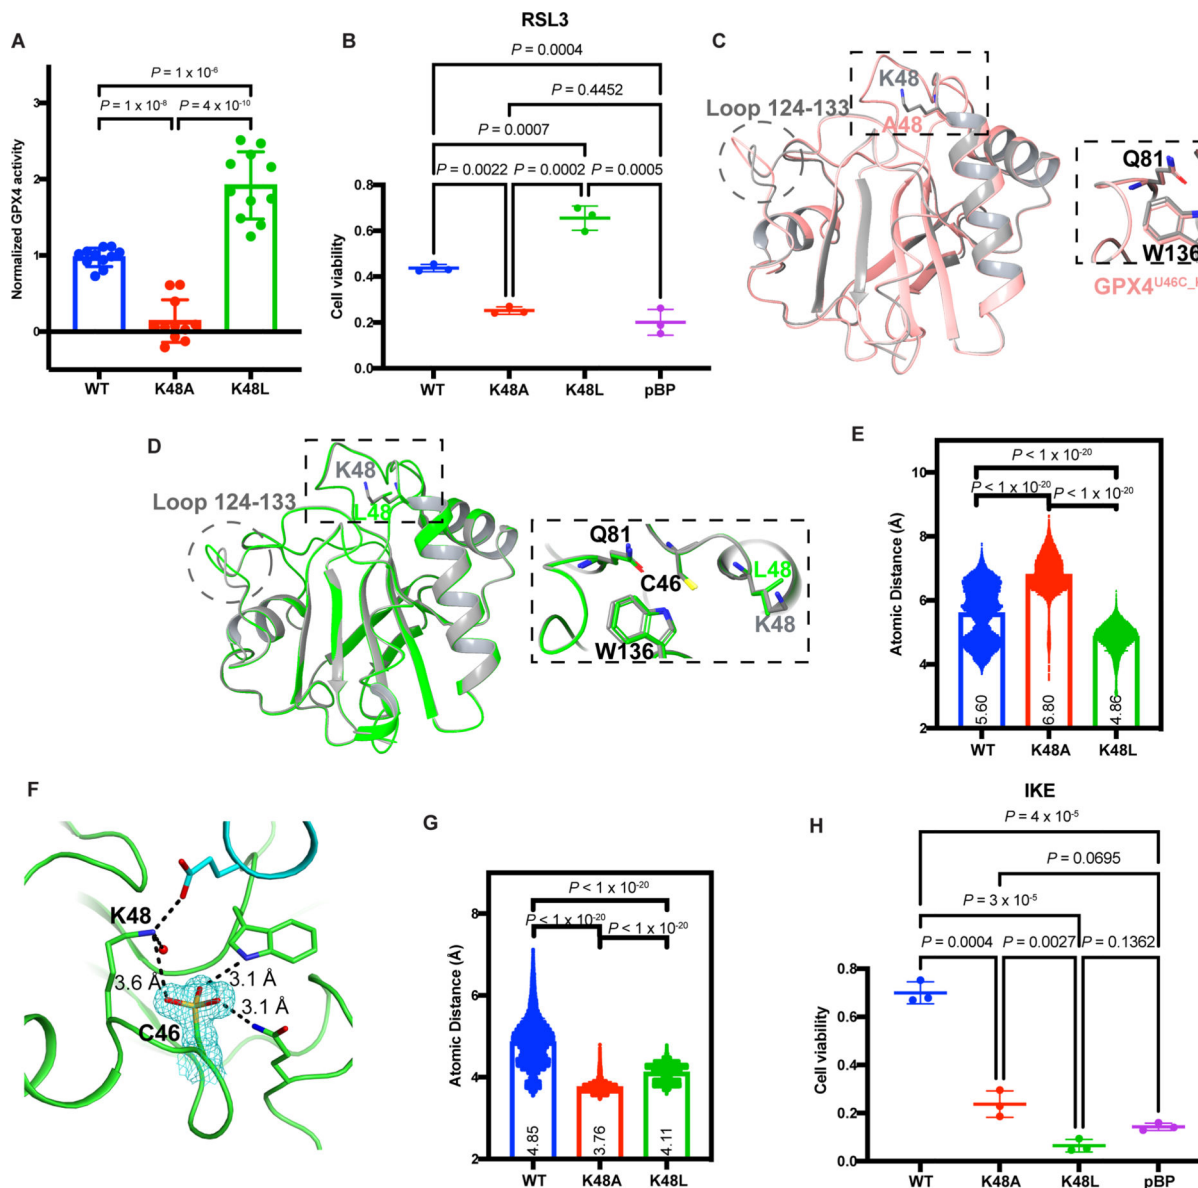 A
Normalized GPX4 activity
3
2
1
0
P = 1 x 10⁻⁶
P = 1 x 10⁻⁸
P = 4 x 10⁻¹⁰
WT
K48A
K48L
B
RSL3
P = 0.0004
P = 0.4452
P = 0.0007
P = 0.0022
P = 0.0002
P = 0.0005
Cell viability
0.8
0.6
0.4
0.2
0.0
WT
K48A
K48L
pBP
C
K48
Loop 124-133
A48
Q81
W136
GPX4
D
K48
Loop 124-133
L48
Q81
C46
L48
K48
W136
E
P < 1 x 10⁻²⁰
P < 1 x 10⁻²⁰
P < 1 x 10⁻²⁰
Atomic Distance (Å)
10
8
6
4
2
5.60
6.80
4.86
WT
K48A
K48L
F
K48
3.6 Å
3.1 Å
3.1 Å
C46
G
P < 1 x 10⁻²⁰
P < 1 x 10⁻²⁰
P < 1 x 10⁻²⁰
Atomic Distance (Å)
8
6
4
2
4.85
3.76
4.11
WT
K48A
K48L
H
IKE
P = 4 x 10⁻⁵
P = 0.0695
P = 3 x 10⁻⁵
P = 0.0004
P = 0.0027
P = 0.1362
Cell viability
0.8
0.6
0.4
0.2
0.0
WT
K48A
K48L
pBP